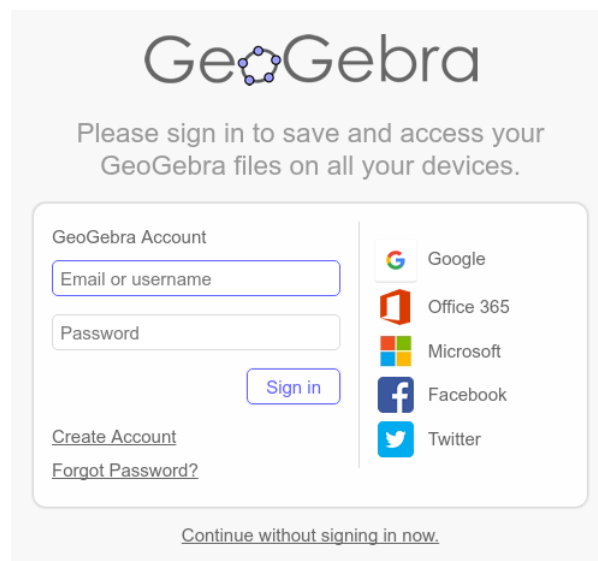 GeoGebra
Please sign in to save and access your
GeoGebra files on all your devices.
GeoGebra Account
Email or username
Password
Sign in
Create Account
Forgot Password?
Google
Office 365
Microsoft
Facebook
Twitter
Continue without signing in now.